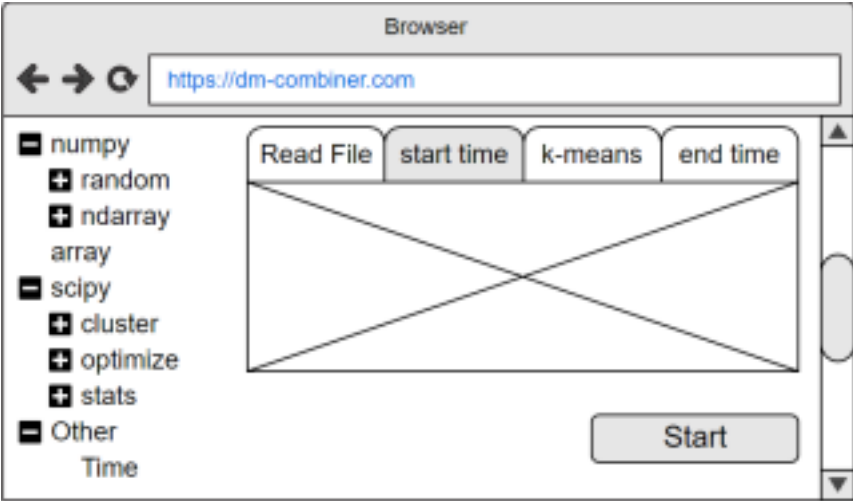 Browser
https://dm-combiner.com
numpy
random
ndarray
array
scipy
cluster
optimize
stats
Other
Time
Read File start time k-means end time
Start